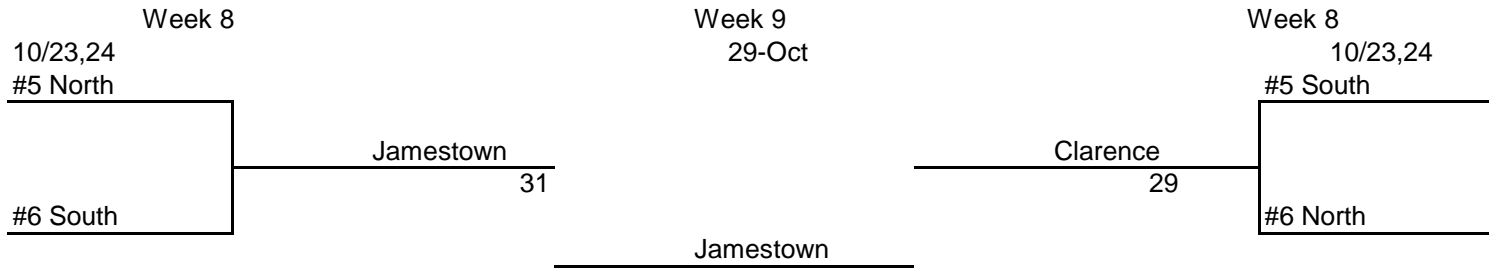 Week 8 Week 9 Week 8
10/23,24 29-Oct 10/23,24
#5 North #5 South
Jamestown Clarence
31 29
#6 South #6 North
Jamestown